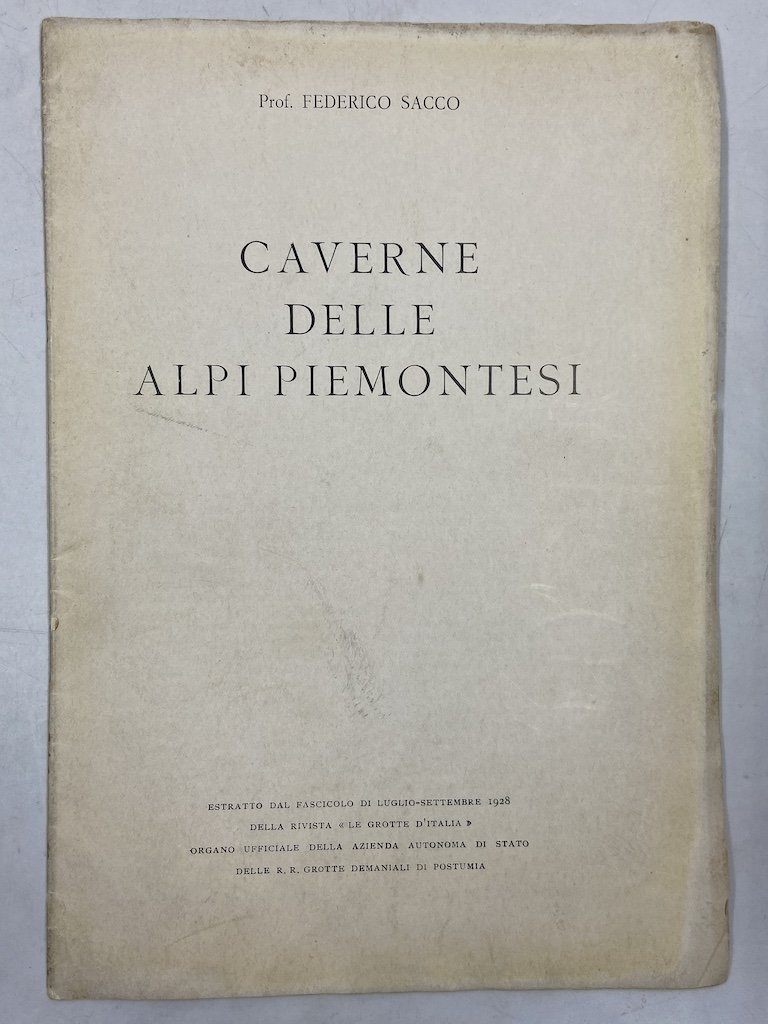 Prof. FEDERICO SACCO
CAVERNE
DELLE
ALPI PIEMONTESI
ESTRATTO DAL FASCICOLO DI LUGLIO-SETTEMBRE 1928
DELLA RIVISTA « LE GROTTE D'ITALIA »
ORGANO UFFICIALE DELLA AZIENDA AUTONOMA DI STATO
DELLE R. R. GROTTE DEMANIALI DI POSTUMIA